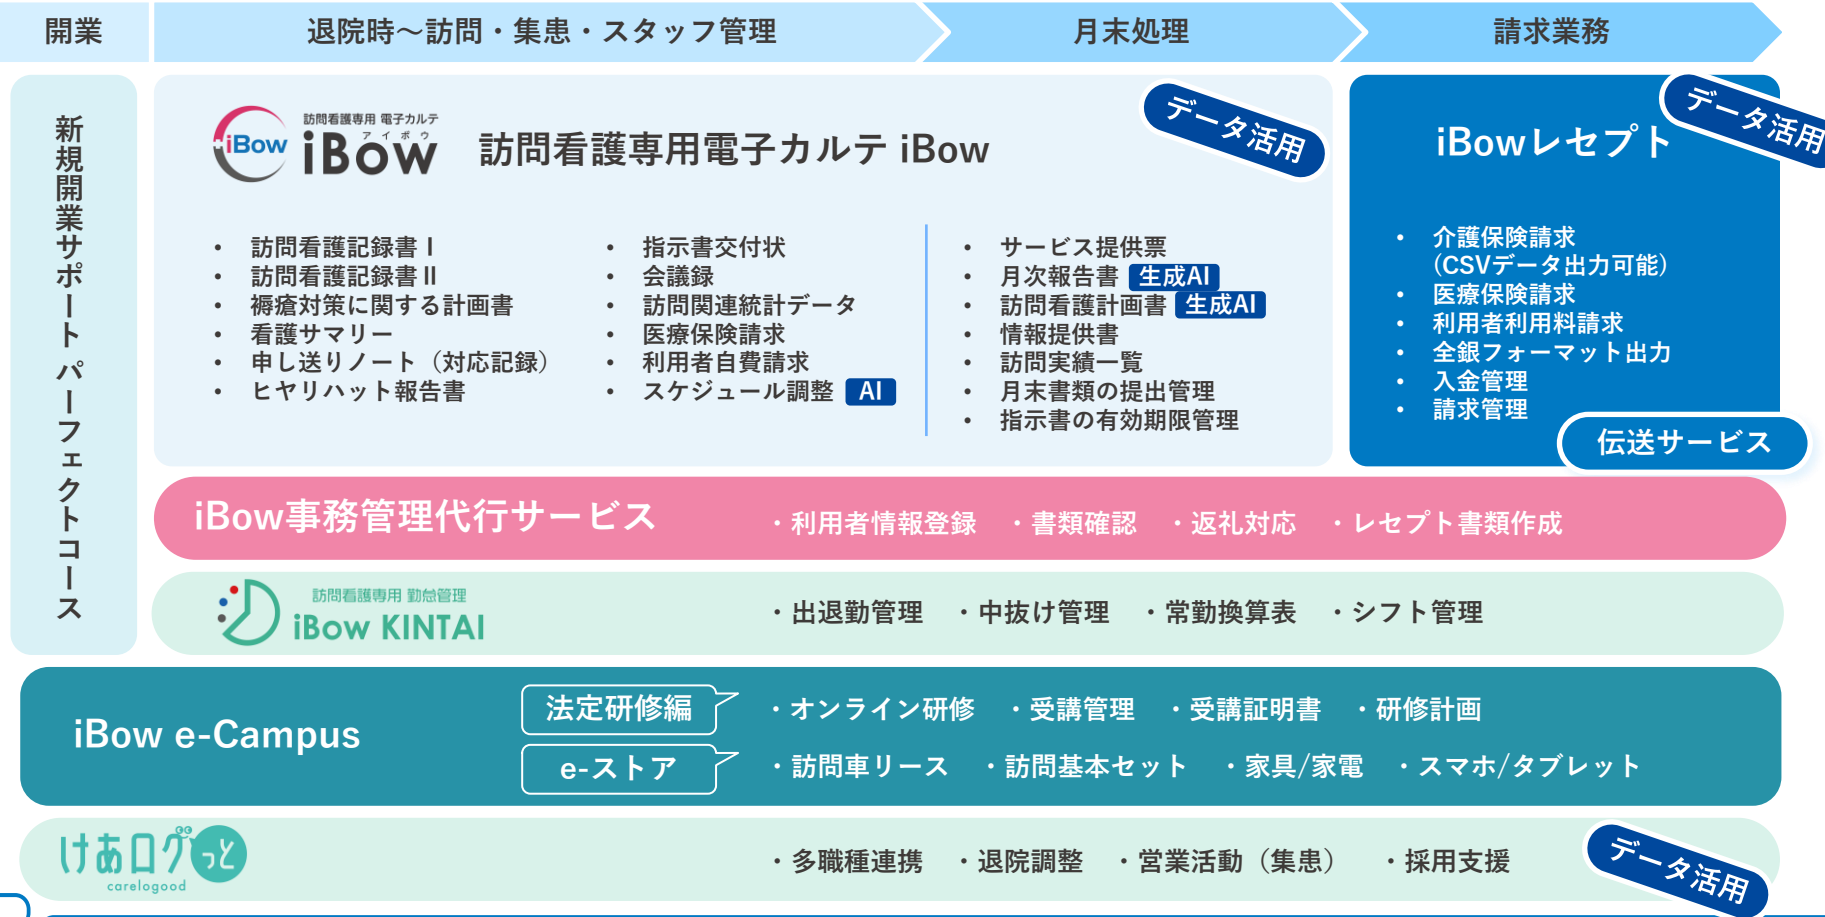 開業
退院時～訪問・集患・スタッフ管理
月末処理
請求業務
新規開業サポート パーフェクトコース
iBow
訪問看護専用 電子カルテ
アイボウ
iBow
訪問看護専用電子カルテ iBow
データ活用
・ 訪問看護記録書Ⅰ
・ 訪問看護記録書Ⅱ
・ 褥瘡対策に関する計画書
・ 看護サマリー
・ 申し送りノート（対応記録）
・ ヒヤリハット報告書
・ 指示書交付状
・ 会議録
・ 訪問関連統計データ
・ 医療保険請求
・ 利用者自費請求
・ スケジュール調整 AI
・ サービス提供票
・ 月次報告書 生成AI
・ 訪問看護計画書 生成AI
・ 情報提供書
・ 訪問実績一覧
・ 月末書類の提出管理
・ 指示書の有効期限管理
iBowレセプト
データ活用
・ 介護保険請求
(CSVデータ出力可能)
・ 医療保険請求
・ 利用者利用料請求
・ 全銀フォーマット出力
・ 入金管理
・ 請求管理
伝送サービス
iBow事務管理代行サービス
・利用者情報登録 ・書類確認 ・返礼対応 ・レセプト書類作成
訪問看護専用 勤怠管理
iBow KINTAI
・出退勤管理 ・中抜け管理 ・常勤換算表 ・シフト管理
iBow e-Campus
法定研修編
・オンライン研修 ・受講管理 ・受講証明書 ・研修計画
e-ストア
・訪問車リース ・訪問基本セット ・家具/家電 ・スマホ/タブレット
けあログっと
carelogood
・多職種連携 ・退院調整 ・営業活動（集患） ・採用支援
データ活用